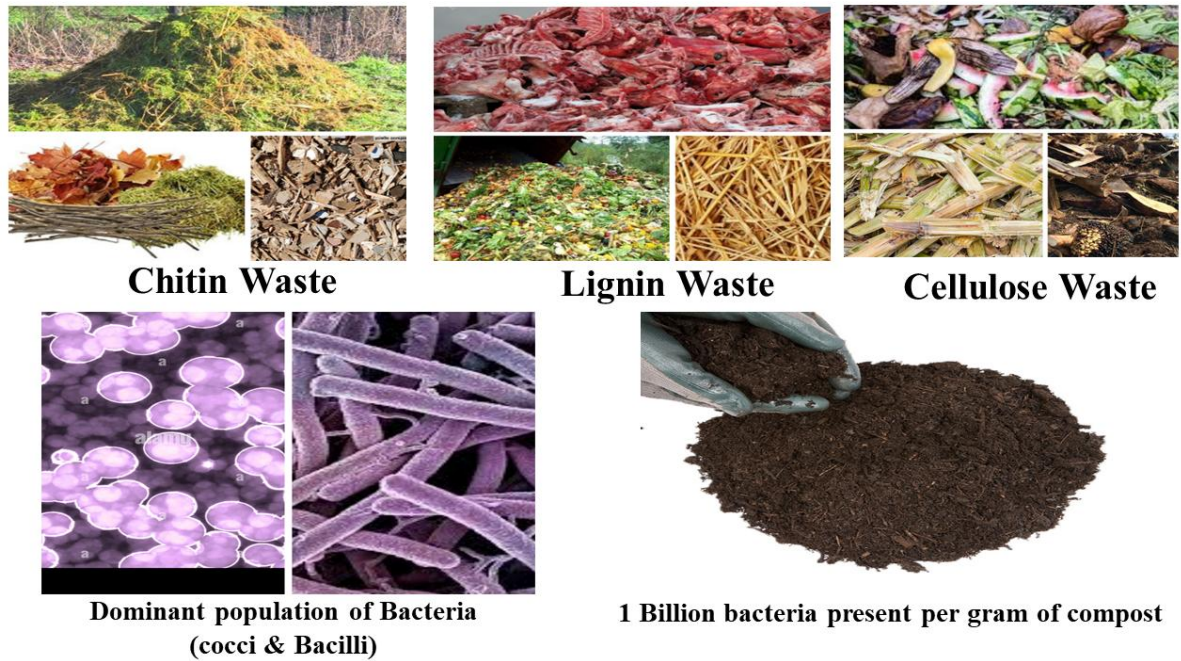 Chitin Waste
Lignin Waste
Cellulose Waste
a
a
a
alamy
a
a
a
Dominant population of Bacteria
(cocci & Bacilli)
1 Billion bacteria present per gram of compost